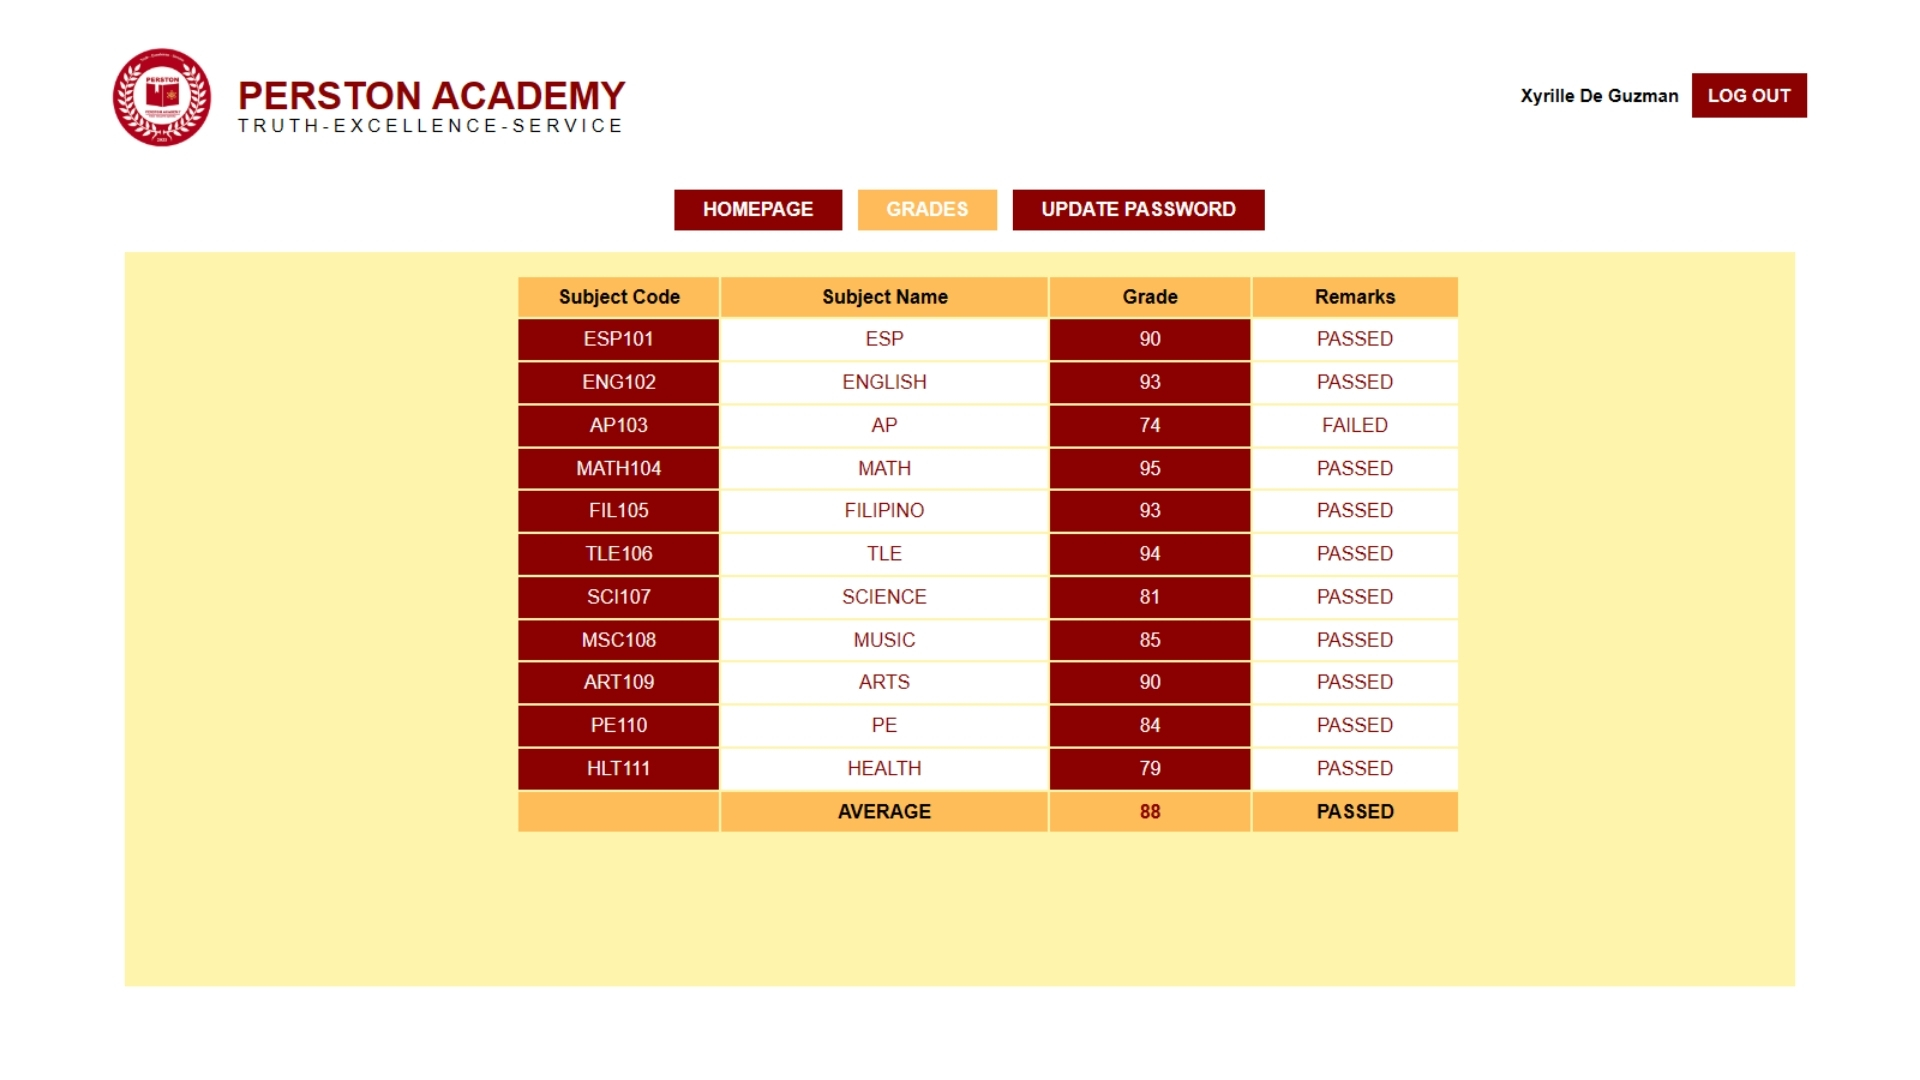 PERSTON
PERSTON ACADEMY
TRUTH-EXCELLENCE-SERVICE
Xyrille De Guzman LOG OUT
HOMEPAGE GRADES UPDATE PASSWORD
Subject Code Subject Name Grade Remarks
ESP101 ESP 90 PASSED
ENG102 ENGLISH 93 PASSED
AP103 AP 74 FAILED
MATH104 MATH 95 PASSED
FIL105 FILIPINO 93 PASSED
TLE106 TLE 94 PASSED
SCI107 SCIENCE 81 PASSED
MSC108 MUSIC 85 PASSED
ART109 ARTS 90 PASSED
PE110 PE 84 PASSED
HLT111 HEALTH 79 PASSED
AVERAGE 88 PASSED